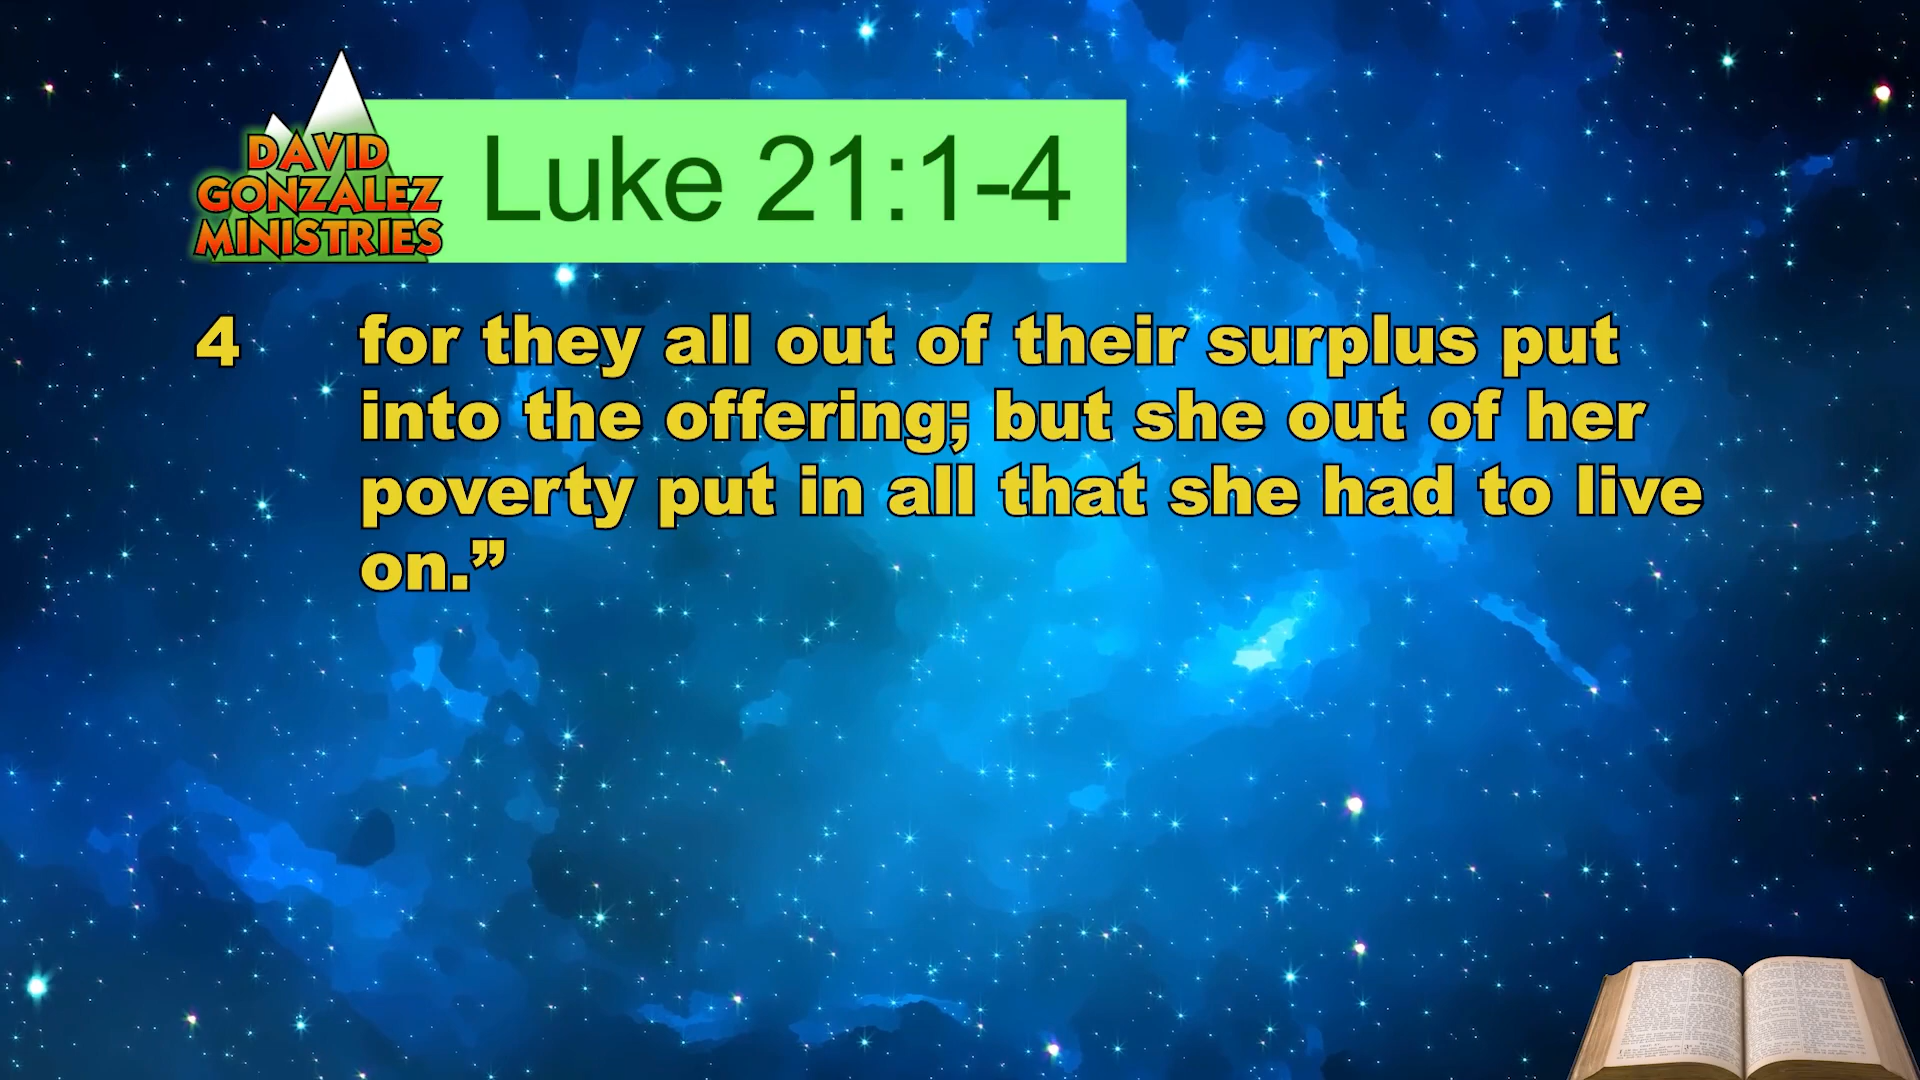 DAVID
GONZALEZ
MINISTRIES
Luke 21:1-4
4 for they all out of their surplus put
into the offering; but she out of her
poverty put in all that she had to live
on.”